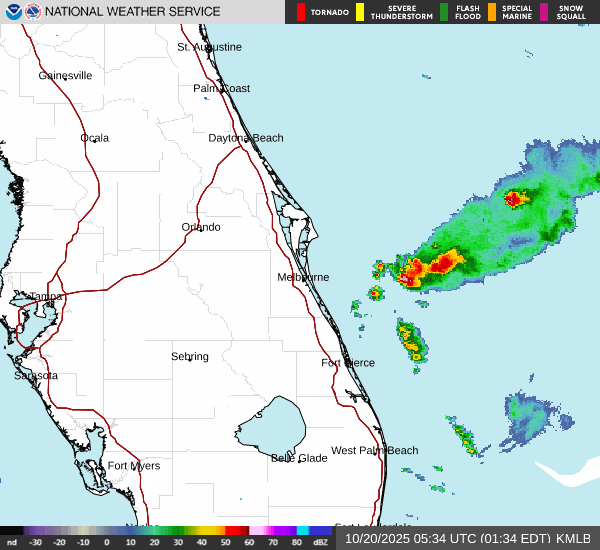 NATIONAL WEATHER SERVICE
TORNADO
SEVERE THUNDERSTORM
FLASH FLOOD
SPECIAL MARINE
SNOW SQUALL
St. Augustine
Gainesville
Palm Coast
Ocala
Daytona Beach
Orlando
Melbourne
Tampa
Sebring
Fort Pierce
Sarasota
West Palm Beach
Belle Glade
Fort Myers
nd -30 -20 -10 0 10 20 30 40 50 60 70 80 dBZ
10/20/2025 05:34 UTC (01:34 EDT) KMLB